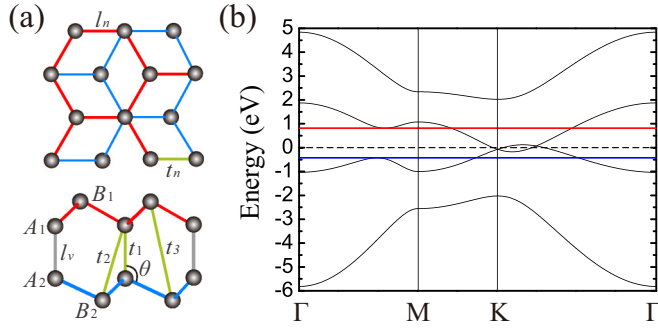 (a)
l_n
t_n
B_1
A_1
l_v
t_2
t_1
t_3
θ
A_2
B_2
(b)
Energy (eV)
5
4
3
2
1
0
-1
-2
-3
-4
-5
-6
Γ M K Γ